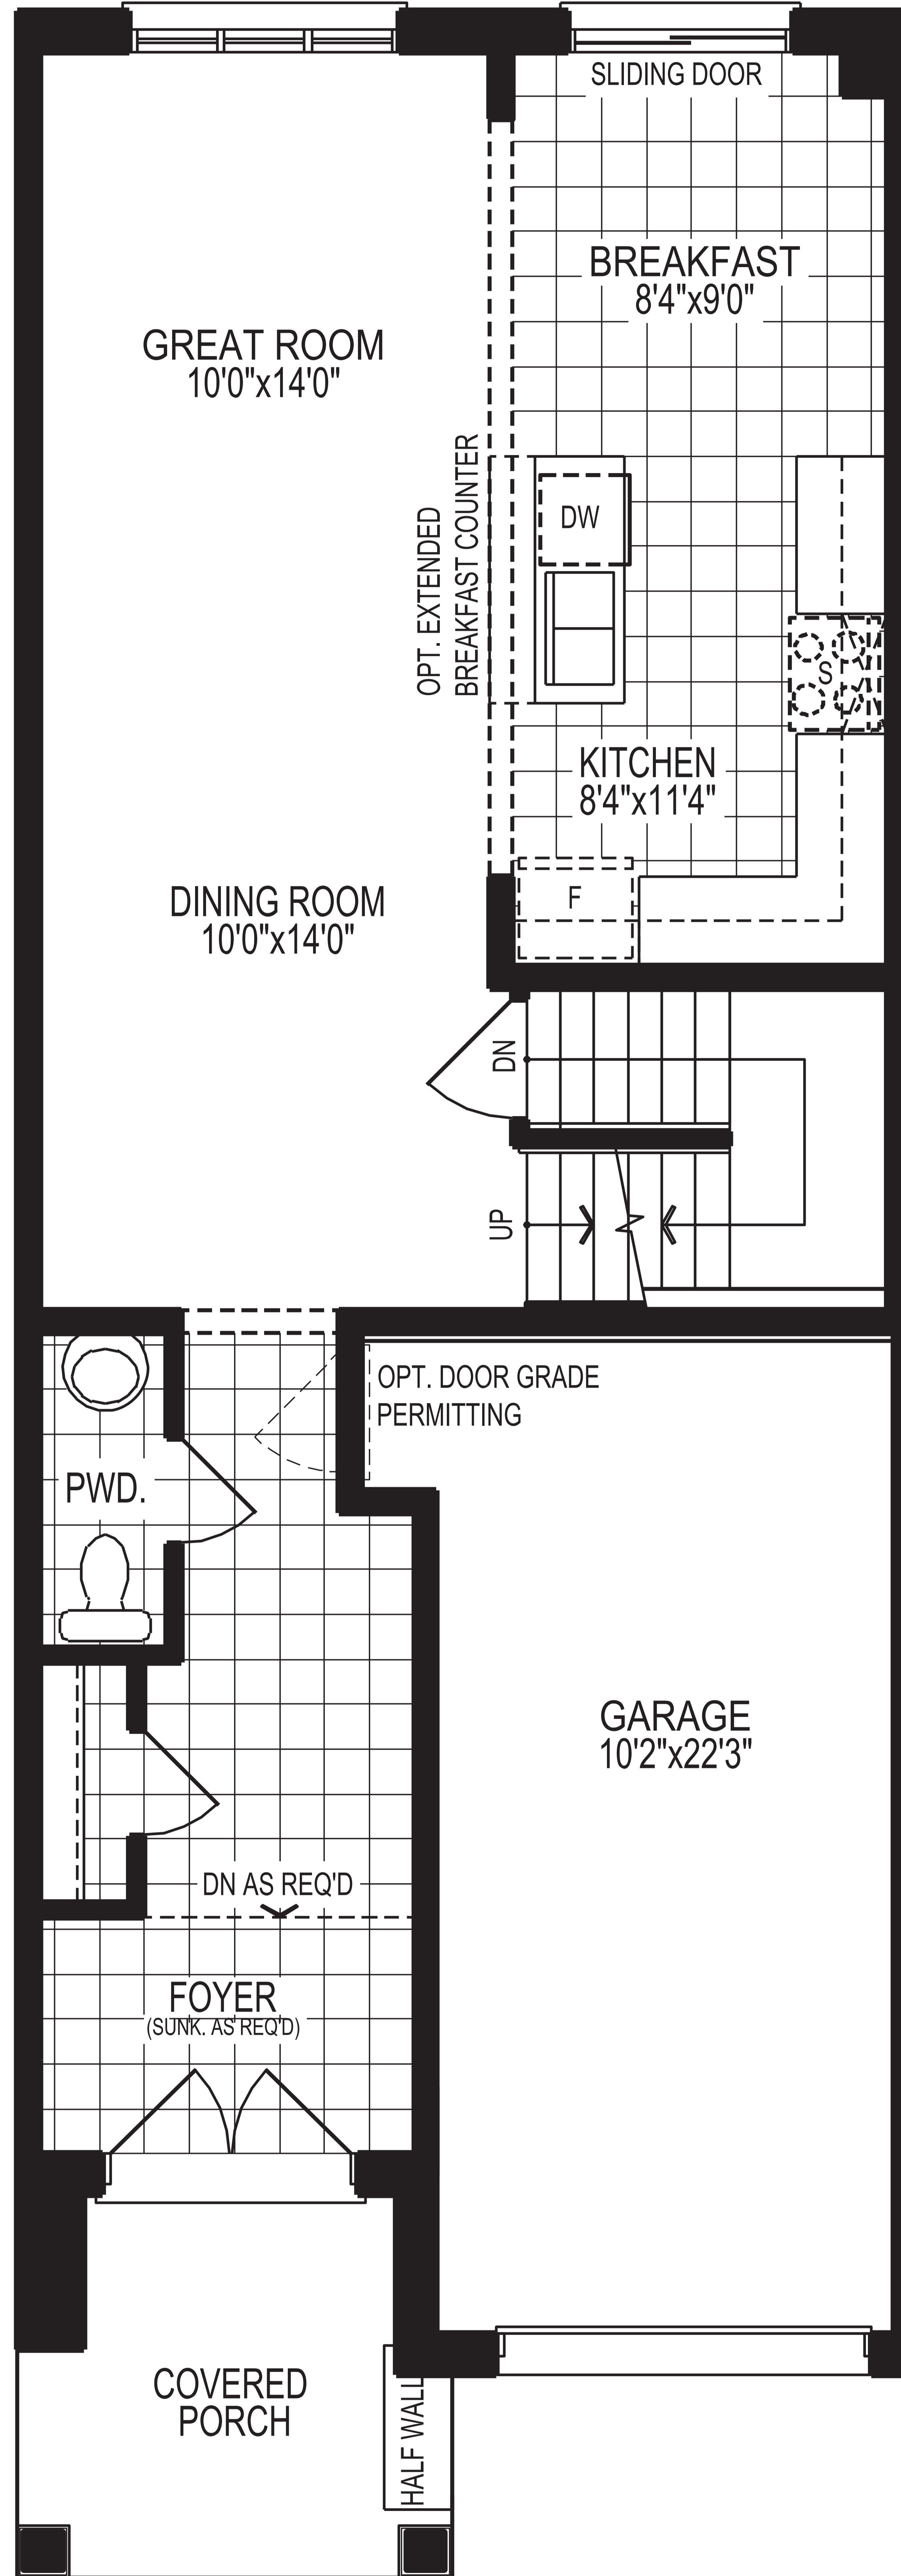 SLIDING DOOR
BREAKFAST
8'4"x9'0"
GREAT ROOM
10'0"x14'0"
OPT. EXTENDED
BREAKFAST COUNTER
DW
S
KITCHEN
8'4"x11'4"
F
DINING ROOM
10'0"x14'0"
DN
UP
OPT. DOOR GRADE
PERMITTING
PWD.
GARAGE
10'2"x22'3"
DN AS REQ'D
FOYER
(SUNK. AS REQ'D)
COVERED
PORCH
HALF WALL